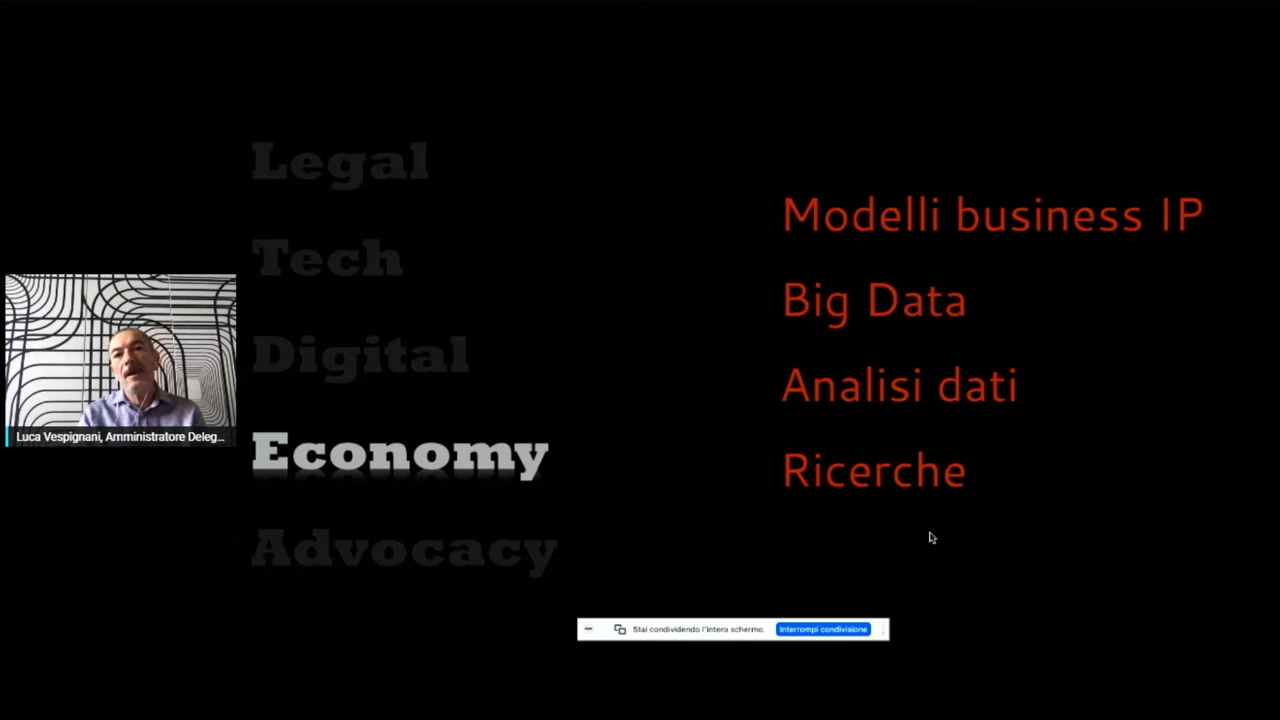 Legal
Tech
Digital
Economy
Advocacy
Modelli business IP
Big Data
Analisi dati
Ricerche
Luca Vespignani, Amministratore Deleg...
Stai condividendo l'intera schermo.
Interrompi condivisione